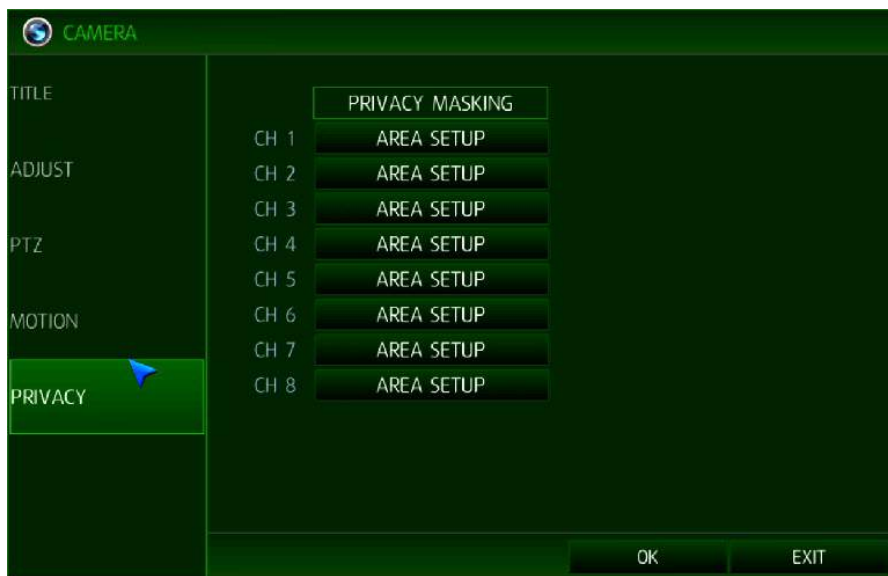 CAMERA
TITLE
ADJUST
PTZ
MOTION
PRIVACY
PRIVACY MASKING
CH 1 AREA SETUP
CH 2 AREA SETUP
CH 3 AREA SETUP
CH 4 AREA SETUP
CH 5 AREA SETUP
CH 6 AREA SETUP
CH 7 AREA SETUP
CH 8 AREA SETUP
OK EXIT